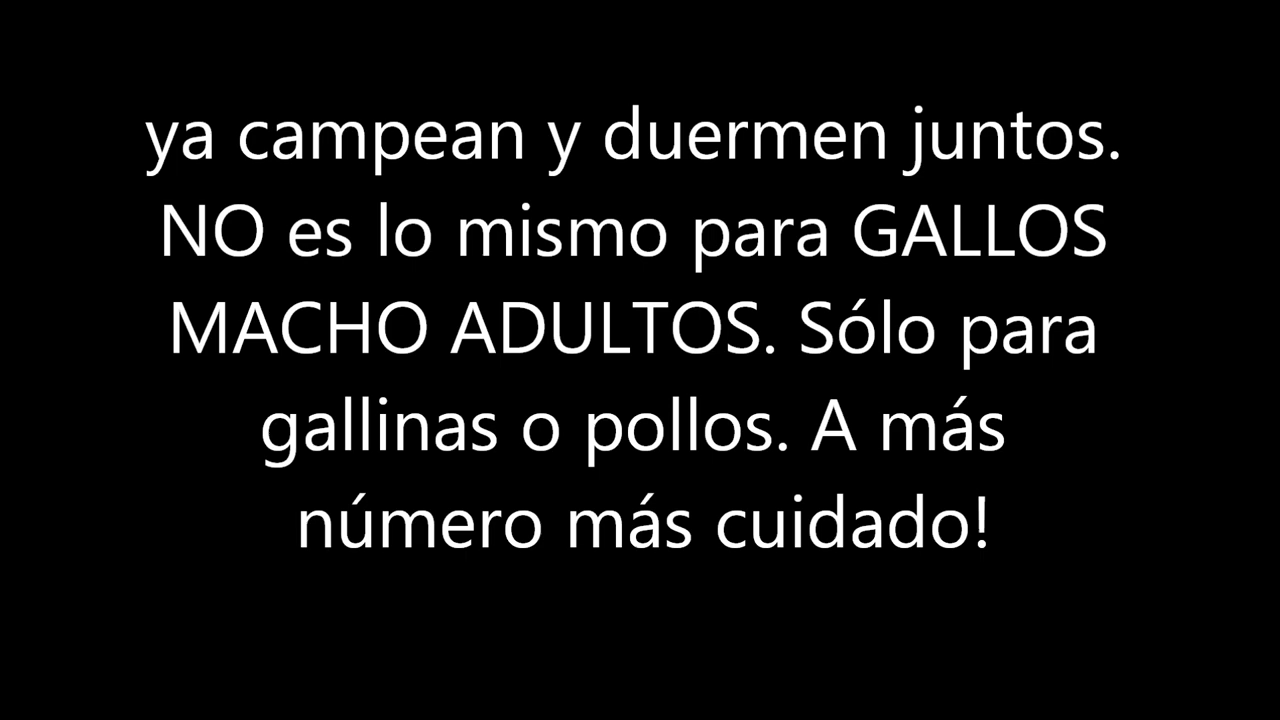 ya campean y duermen juntos.
NO es lo mismo para GALLOS
MACHO ADULTOS. Sólo para
gallinas o pollos. A más
número más cuidado!